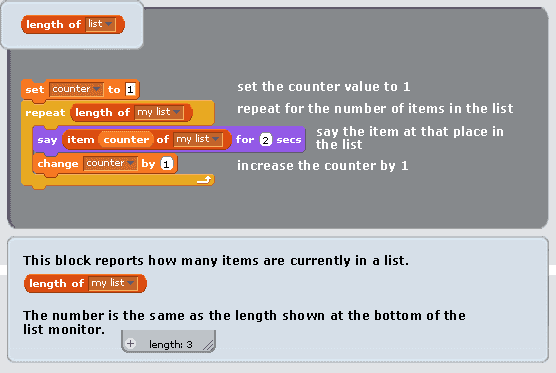 length of list
set counter to 1
set the counter value to 1
repeat length of my list
repeat for the number of items in the list
say item counter of my list for 2 secs
say the item at that place in
the list
change counter by 1
increase the counter by 1
This block reports how many items are currently in a list.
length of my list
The number is the same as the length shown at the bottom of the
list monitor.
+ length: 3